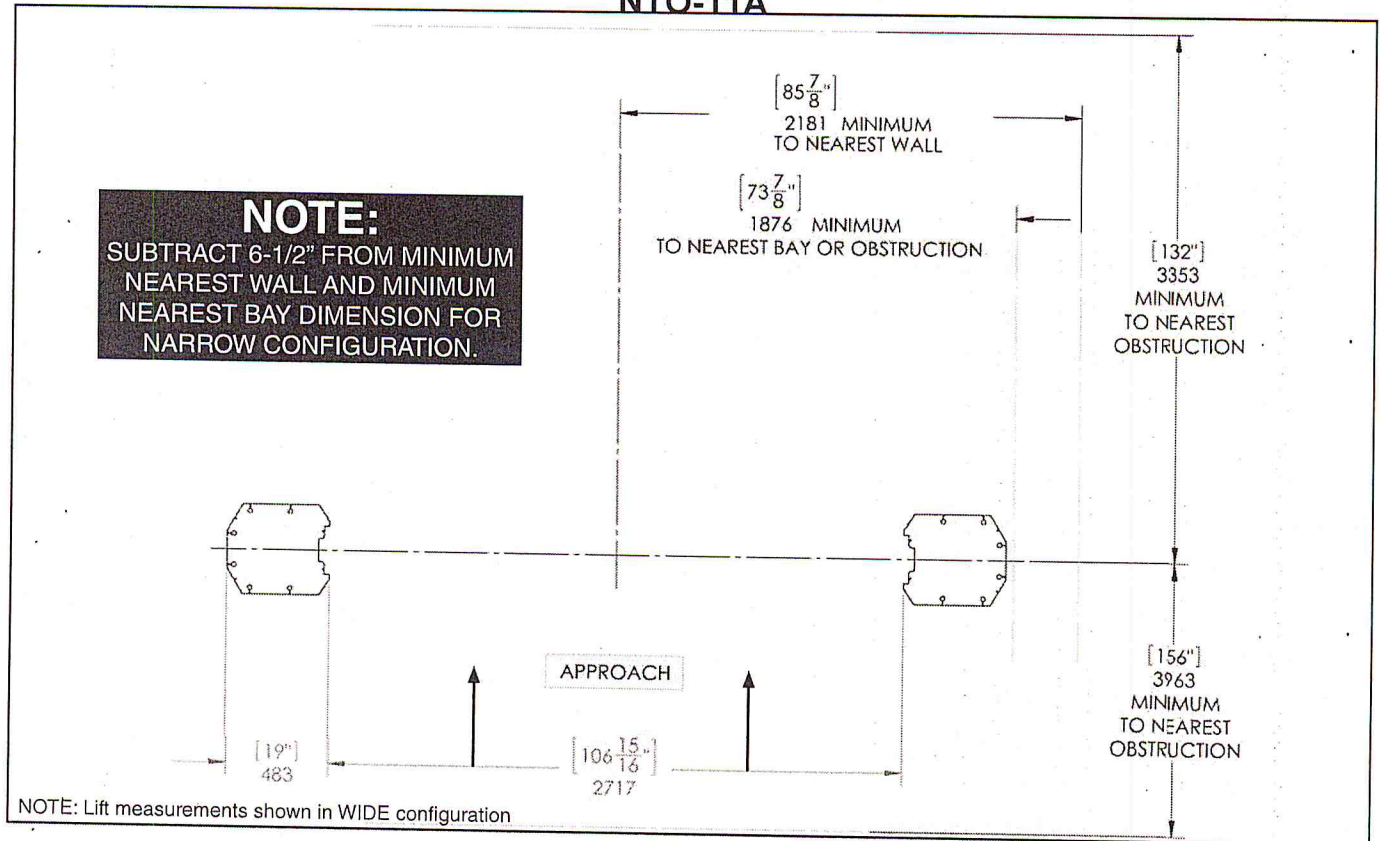 NTO-11A
[85 7/8"]
2181 MINIMUM
TO NEAREST WALL
[73 7/8"]
1876 MINIMUM
TO NEAREST BAY OR OBSTRUCTION
NOTE:
SUBTRACT 6-1/2" FROM MINIMUM
NEAREST WALL AND MINIMUM
NEAREST BAY DIMENSION FOR
NARROW CONFIGURATION.
[132"]
3353
MINIMUM
TO NEAREST
OBSTRUCTION
APPROACH
[156"]
3963
MINIMUM
TO NEAREST
OBSTRUCTION
[19"]
483
[106 15/16"]
2717
NOTE: Lift measurements shown in WIDE configuration